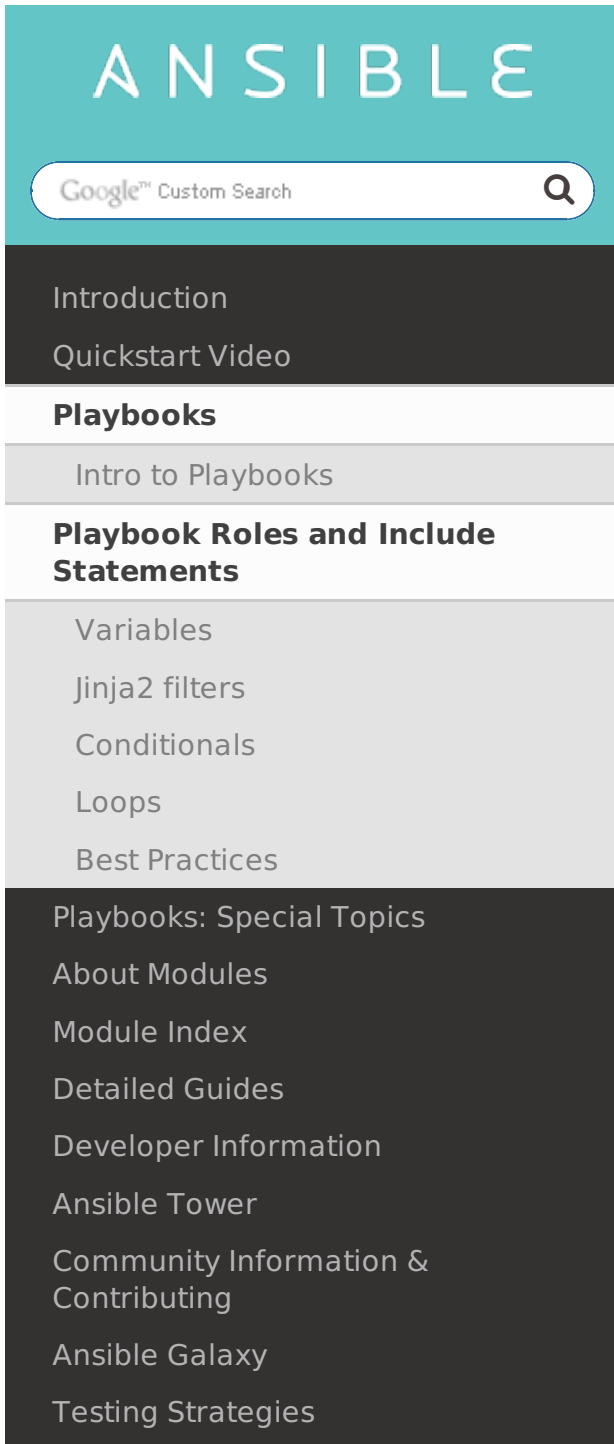 ANSIBLE
Google™ Custom Search
Introduction
Quickstart Video
Playbooks
Intro to Playbooks
Playbook Roles and Include
Statements
Variables
Jinja2 filters
Conditionals
Loops
Best Practices
Playbooks: Special Topics
About Modules
Module Index
Detailed Guides
Developer Information
Ansible Tower
Community Information &
Contributing
Ansible Galaxy
Testing Strategies